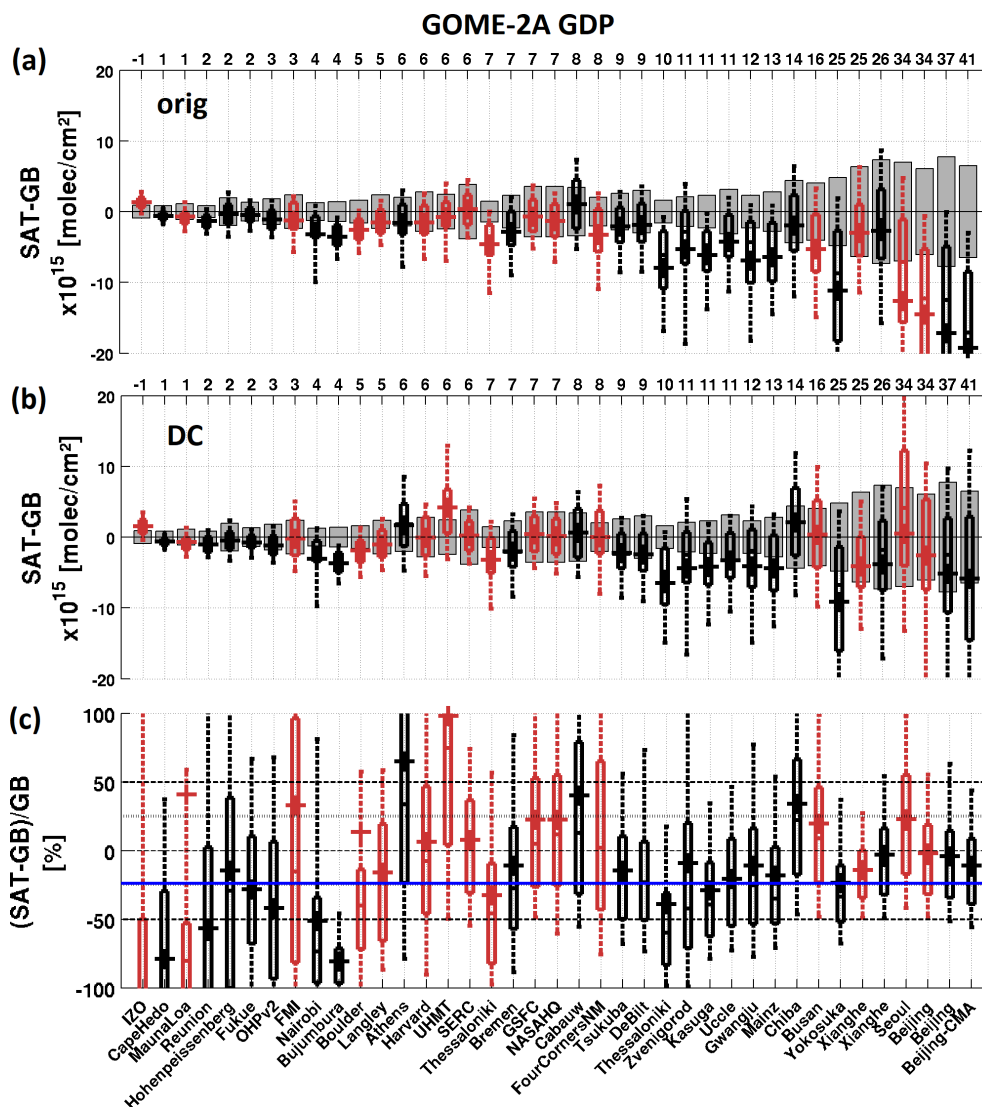 GOME-2A GDP
(a)
-1 1 1 2 2 2 2 3 4 4 5 5 6 6 6 6 7 7 7 7 8 8 9 9 10 11 11 11 12 13 14 16 25 25 26 34 34 37 41
orig
SAT-GB
x10¹⁵ [molec/cm²]
20
10
0
-10
-20
(b)
-1 1 1 2 2 2 2 3 4 4 5 5 6 6 6 6 7 7 7 7 8 8 9 9 10 11 11 11 12 13 14 16 25 25 26 34 34 37 41
DC
SAT-GB
x10¹⁵ [molec/cm²]
20
10
0
-10
-20
(c)
(SAT-GB)/GB
[%]
100
50
0
-50
-100
IZO
CapeHedo
MaunaLoa
Reunion
Hohenpeissenberg
Fukue
OHPv2
FMI
Nairobi
Bujumbura
Boulder
Langley
Athens
Harvard
UHMT
SERC
Thessaloniki
Bremen
GSFC
NASAHQ
Cabauw
FourCornersNM
Tsukuba
DeBilt
Thessaloniki
Zvenigorod
Kasuga
Uccle
Gwangju
Mainz
Chiba
Busan
Yokosuka
Xianghe
Xianghe
Seoul
Beijing
Beijing
Beijing-CMA